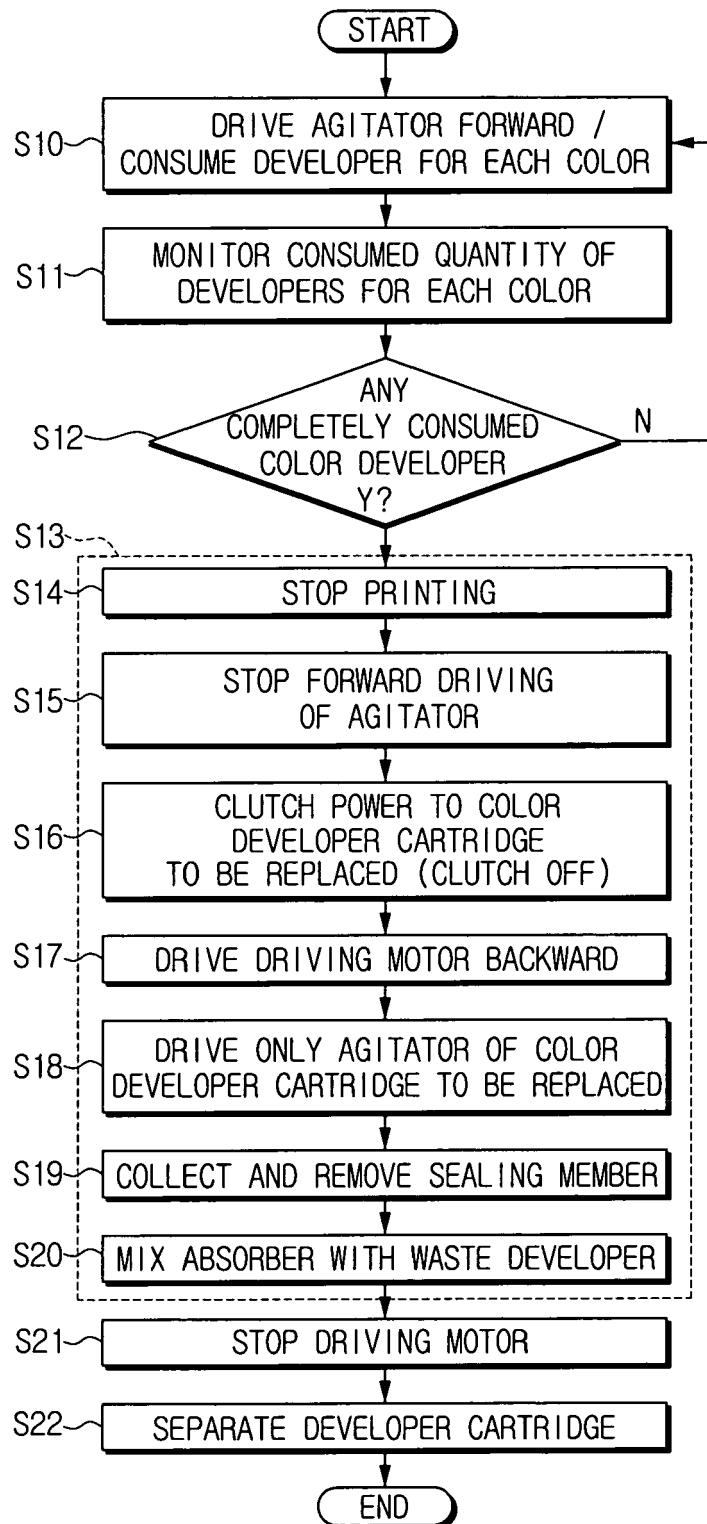 START
S10
DRIVE AGITATOR FORWARD /
CONSUME DEVELOPER FOR EACH COLOR
S11
MONITOR CONSUMED QUANTITY OF
DEVELOPERS FOR EACH COLOR
S12
ANY
COMPLETELY CONSUMED
COLOR DEVELOPER
Y?
N
S13
S14
STOP PRINTING
S15
STOP FORWARD DRIVING
OF AGITATOR
S16
CLUTCH POWER TO COLOR
DEVELOPER CARTRIDGE
TO BE REPLACED (CLUTCH OFF)
S17
DRIVE DRIVING MOTOR BACKWARD
S18
DRIVE ONLY AGITATOR OF COLOR
DEVELOPER CARTRIDGE TO BE REPLACED
S19
COLLECT AND REMOVE SEALING MEMBER
S20
MIX ABSORBER WITH WASTE DEVELOPER
S21
STOP DRIVING MOTOR
S22
SEPARATE DEVELOPER CARTRIDGE
END